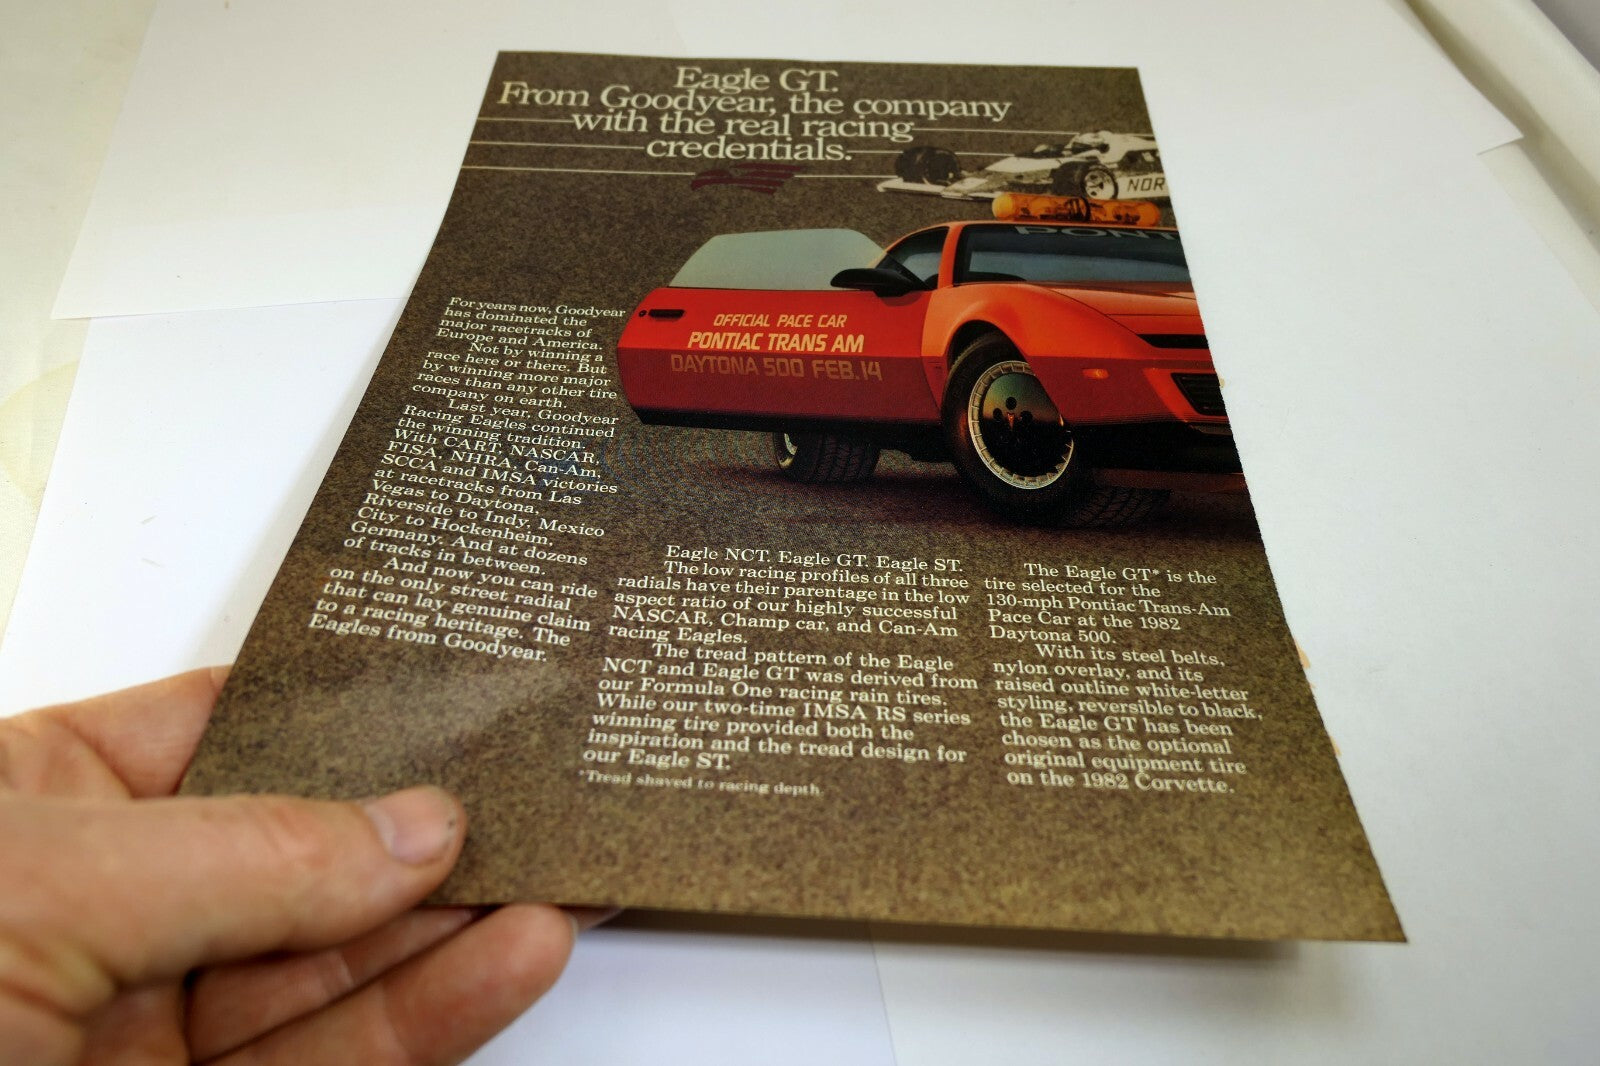 Eagle GT.
From Goodyear, the company
with the real racing
credentials.
NOR
PONT
OFFICIAL PACE CAR
PONTIAC TRANS AM
DAYTONA 500 FEB.14
For years now, Goodyear
has dominated the
major racetracks of
Europe and America.
Not by winning a
race here or there. But
by winning more major
races than any other tire
company on earth.
Last year, Goodyear
Racing Eagles continued
the winning tradition.
With CART, NASCAR,
FISA, NHRA, Can-Am,
SCCA and IMSA victories
at racetracks from Las
Vegas to Daytona,
Riverside to Indy, Mexico
City to Hockenheim,
Germany. And at dozens
of tracks in between.
And now you can ride
on the only street radial
that can lay genuine claim
to a racing heritage. The
Eagles from Goodyear.
Eagle NCT. Eagle GT. Eagle ST.
The low racing profiles of all three
radials have their parentage in the low
aspect ratio of our highly successful
NASCAR, Champ car, and Can-Am
racing Eagles.
The tread pattern of the Eagle
NCT and Eagle GT was derived from
our Formula One racing rain tires.
While our two-time IMSA RS series
winning tire provided both the
inspiration and the tread design for
our Eagle ST.
*Tread shaved to racing depth.
The Eagle GT* is the
tire selected for the
130-mph Pontiac Trans-Am
Pace Car at the 1982
Daytona 500.
With its steel belts,
nylon overlay, and its
raised outline white-letter
styling, reversible to black,
the Eagle GT has been
chosen as the optional
original equipment tire
on the 1982 Corvette.